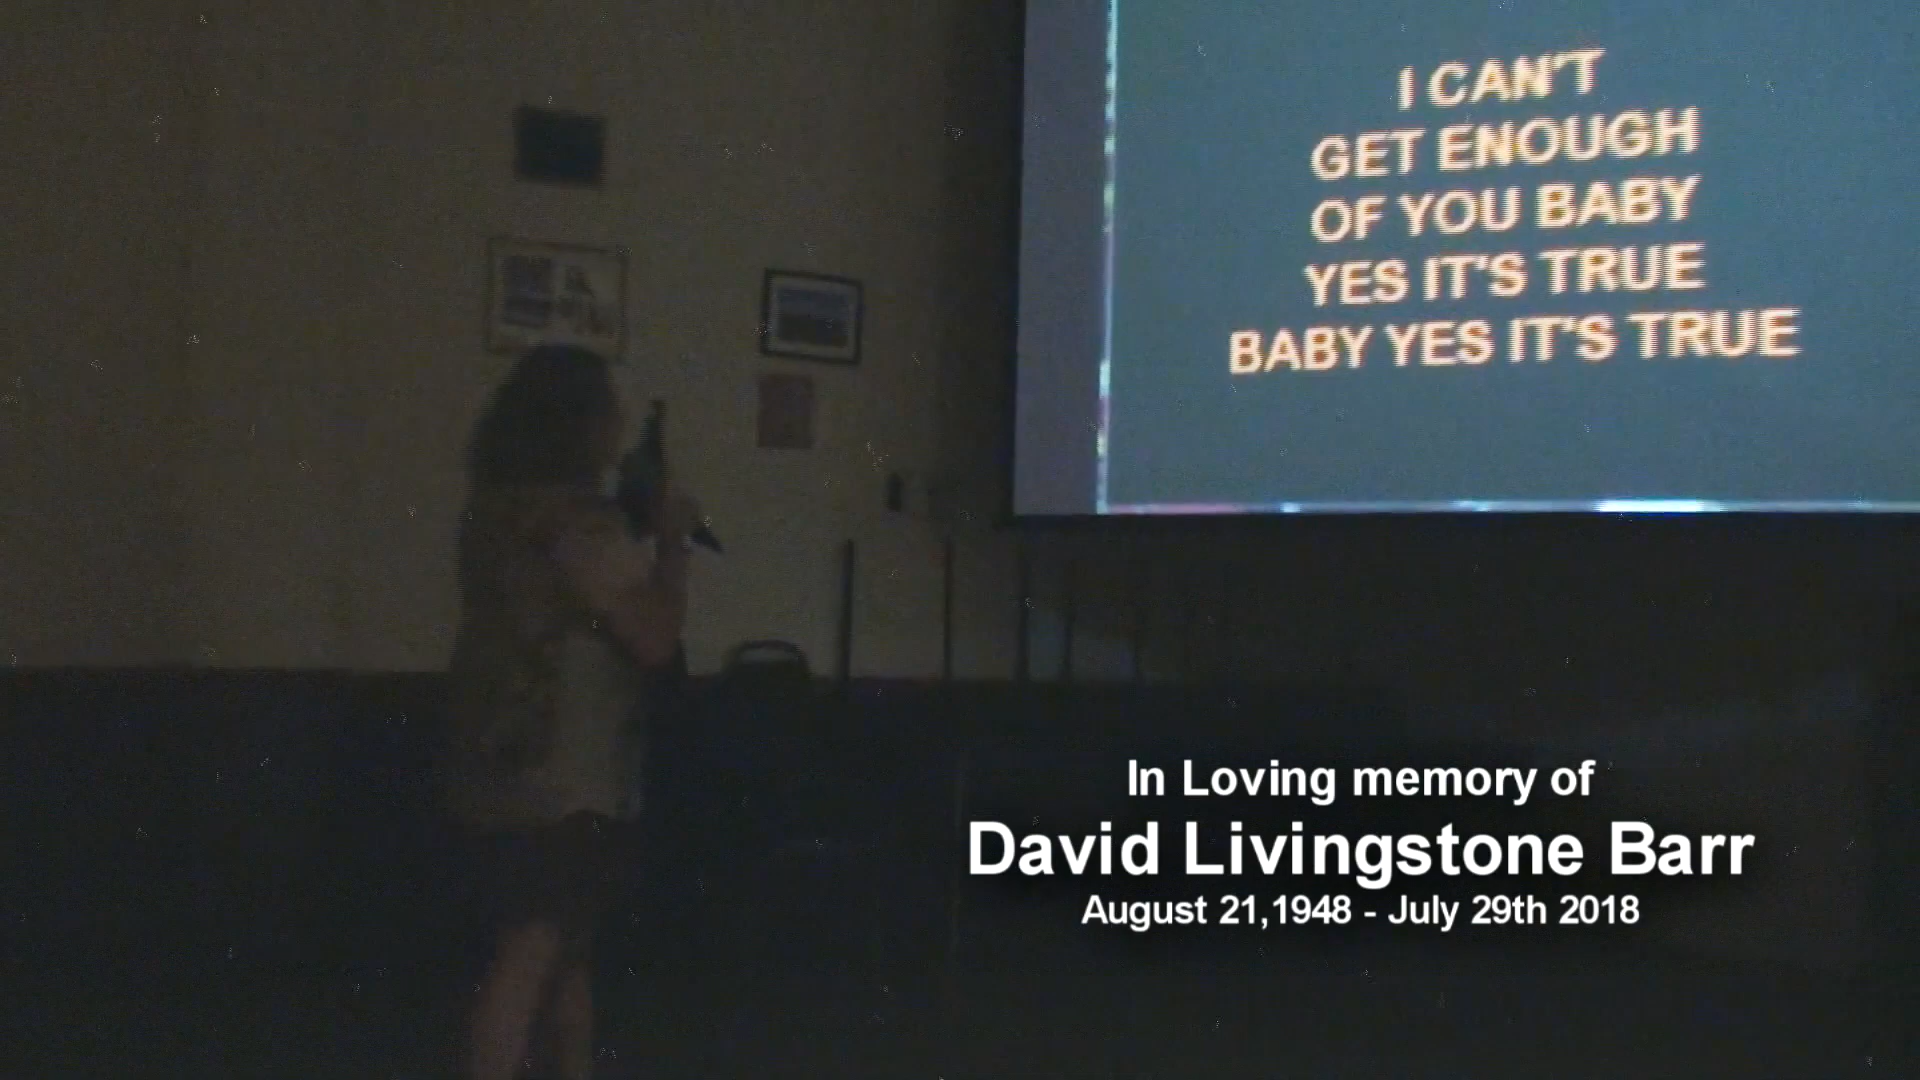 I CAN'T
GET ENOUGH
OF YOU BABY
YES IT'S TRUE
BABY YES IT'S TRUE
In Loving memory of
David Livingstone Barr
August 21,1948 - July 29th 2018